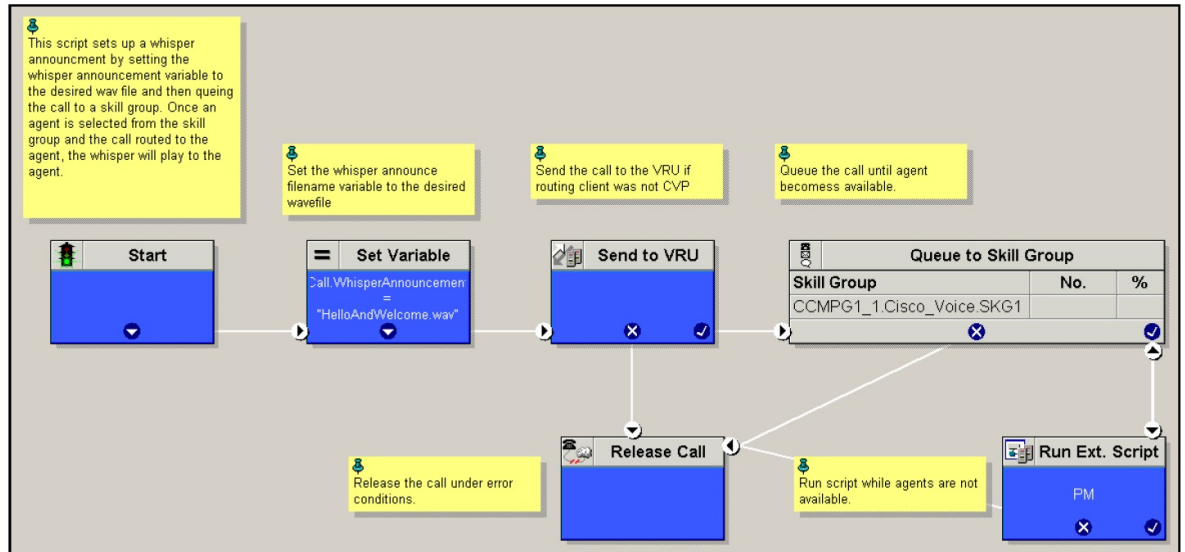 This script sets up a whisper
announcment by setting the
whisper announcement variable to
the desired wav file and then queing
the call to a skill group. Once an
agent is selected from the skill
group and the call routed to the
agent, the whisper will play to the
agent.
Set the whisper announce
filename variable to the desired
wavefile
Send the call to the VRU if
routing client was not CVP
Queue the call until agent
becomess available.
Start
= Set Variable
Call.WhisperAnnouncemen
=
"HelloAndWelcome.wav"
Send to VRU
Queue to Skill Group
Skill Group No. %
CCMPG1_1.Cisco_Voice.SKG1
Release Call
Run Ext. Script
PM
Release the call under error
conditions.
Run script while agents are not
available.